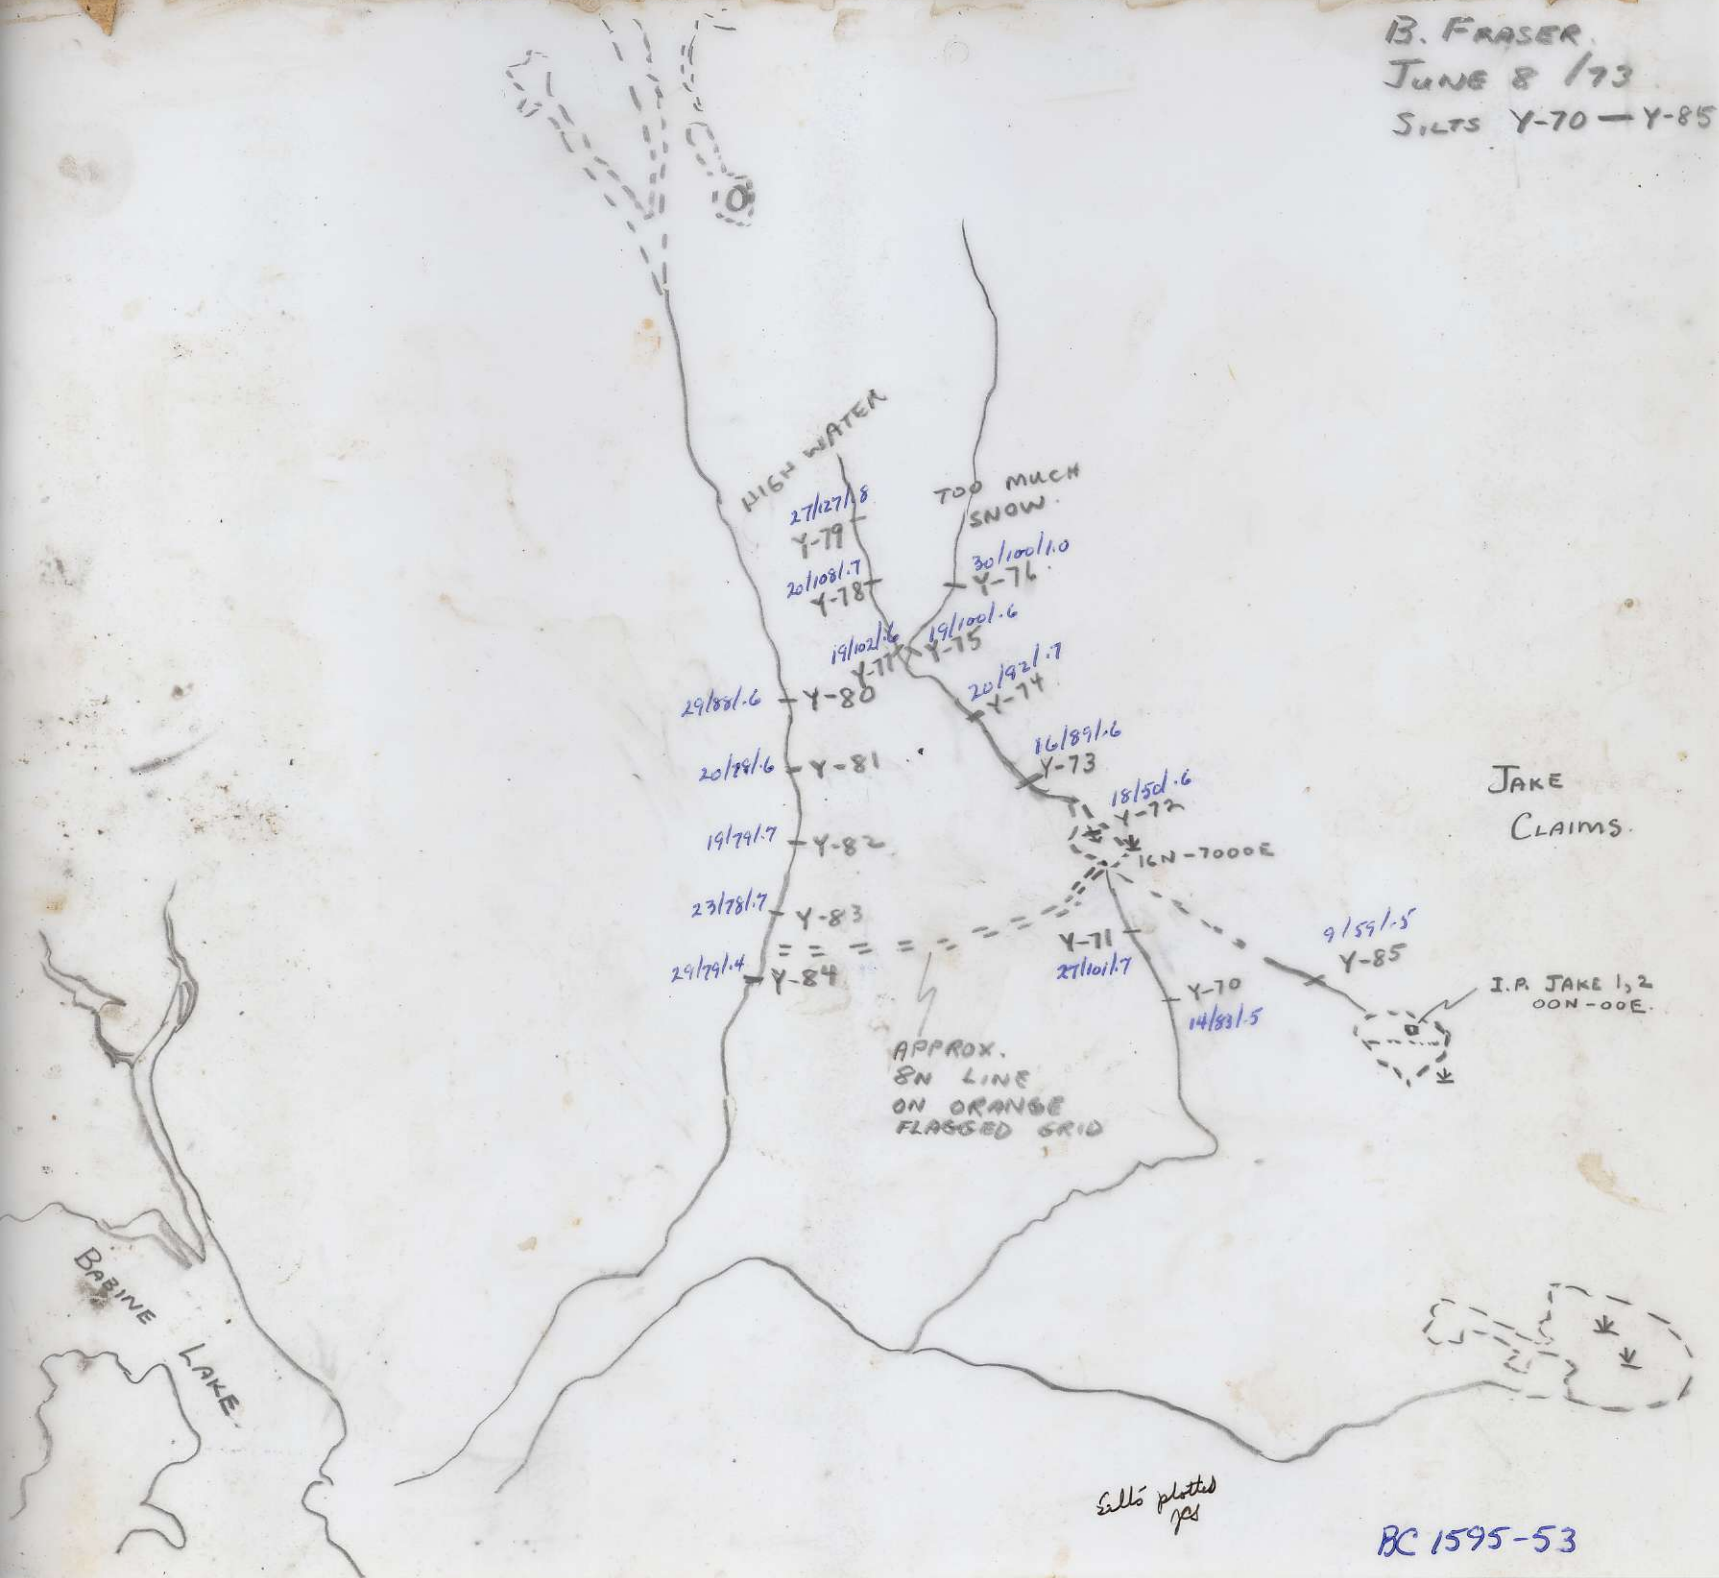 B. FRASER
JUNE 8 /73
SILTS Y-70 — Y-85
HIGH WATER
27/127/.8
Y-79
TOO MUCH
SNOW.
30/100/1.0
Y-76
20/108/.7
Y-78
19/102/.6
Y-77
19/100/.6
Y-75
20/92/.7
Y-74
29/88/.6
Y-80
16/89/.6
Y-73
20/78/.6
Y-81
18/50/.6
Y-72
JAKE
CLAIMS.
19/79/.7
Y-82
16N-7000E
23/78/.7
Y-83
Y-71
27/101/.7
9/59/.5
Y-85
29/79/.4
Y-84
Y-70
14/83/.5
I.P. JAKE 1,2
00N-00E.
APPROX.
8N LINE
ON ORANGE
FLAGGED GRID
BABINE
LAKE
plotted
BC 1595-53